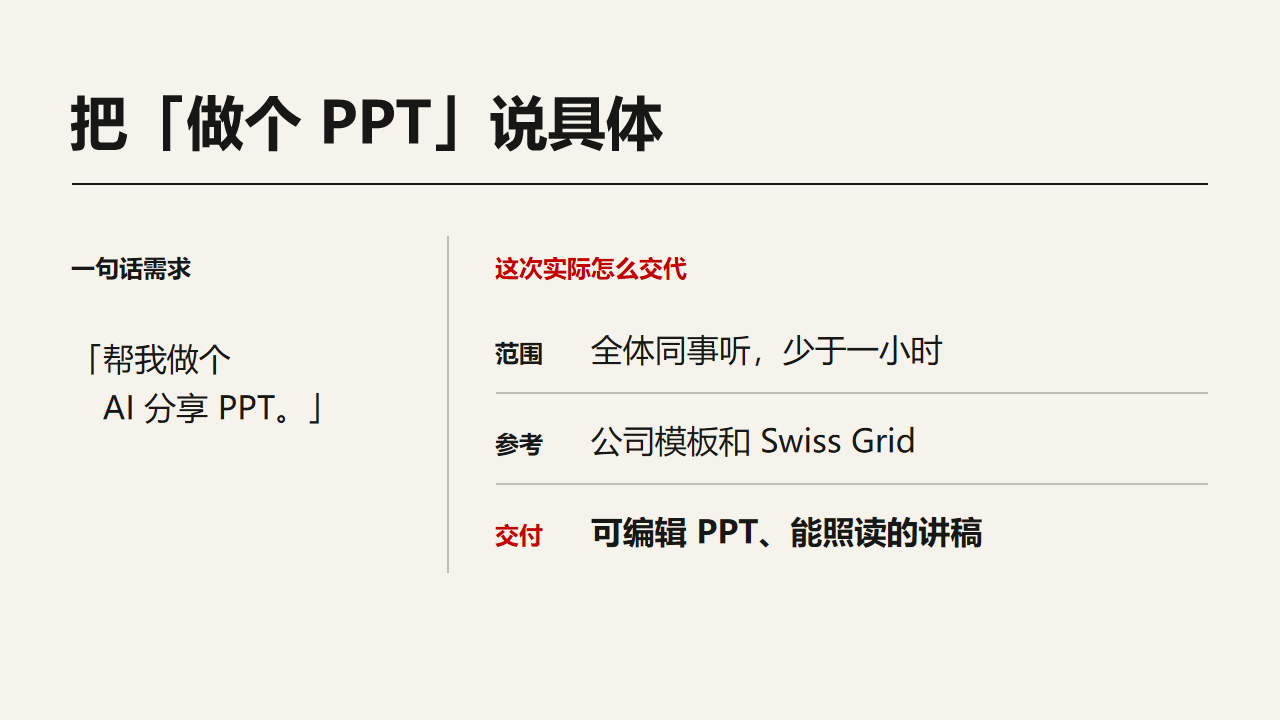 把「做个 PPT」说具体
一句话需求
「帮我做个
AI 分享 PPT。」
这次实际怎么交代
范围 全体同事听，少于一小时
参考 公司模板和 Swiss Grid
交付 可编辑 PPT、能照读的讲稿